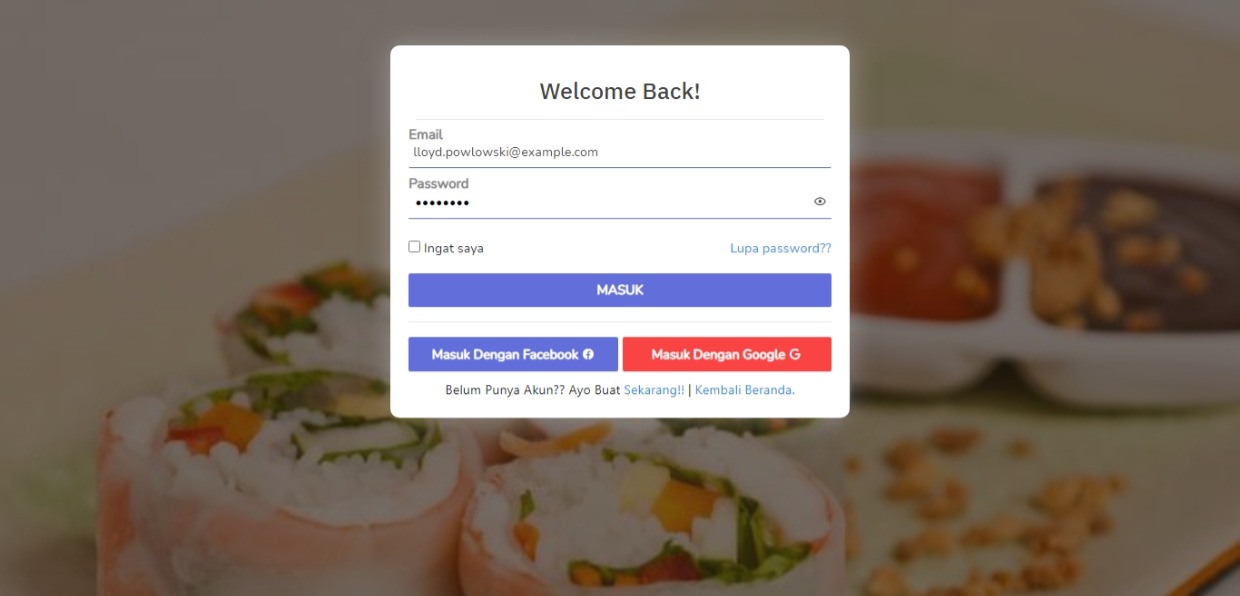 Welcome Back!
Email
lloyd.powlowski@example.com
Password
••••••••
Ingat saya
Lupa password??
MASUK
Masuk Dengan Facebook
Masuk Dengan Google
Belum Punya Akun?? Ayo Buat Sekarang!! | Kembali Beranda.